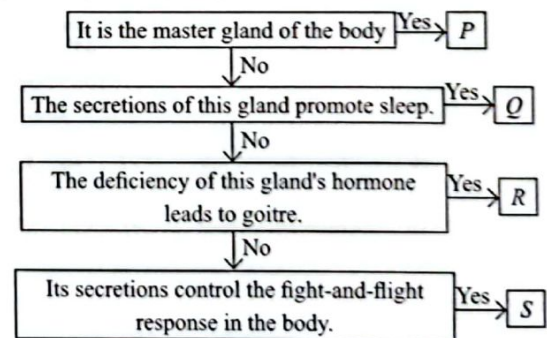 It is the master gland of the body Yes P
No
The secretions of this gland promote sleep. Yes Q
No
The deficiency of this gland's hormone
leads to goitre. Yes R
No
Its secretions control the fight-and-flight
response in the body. Yes S